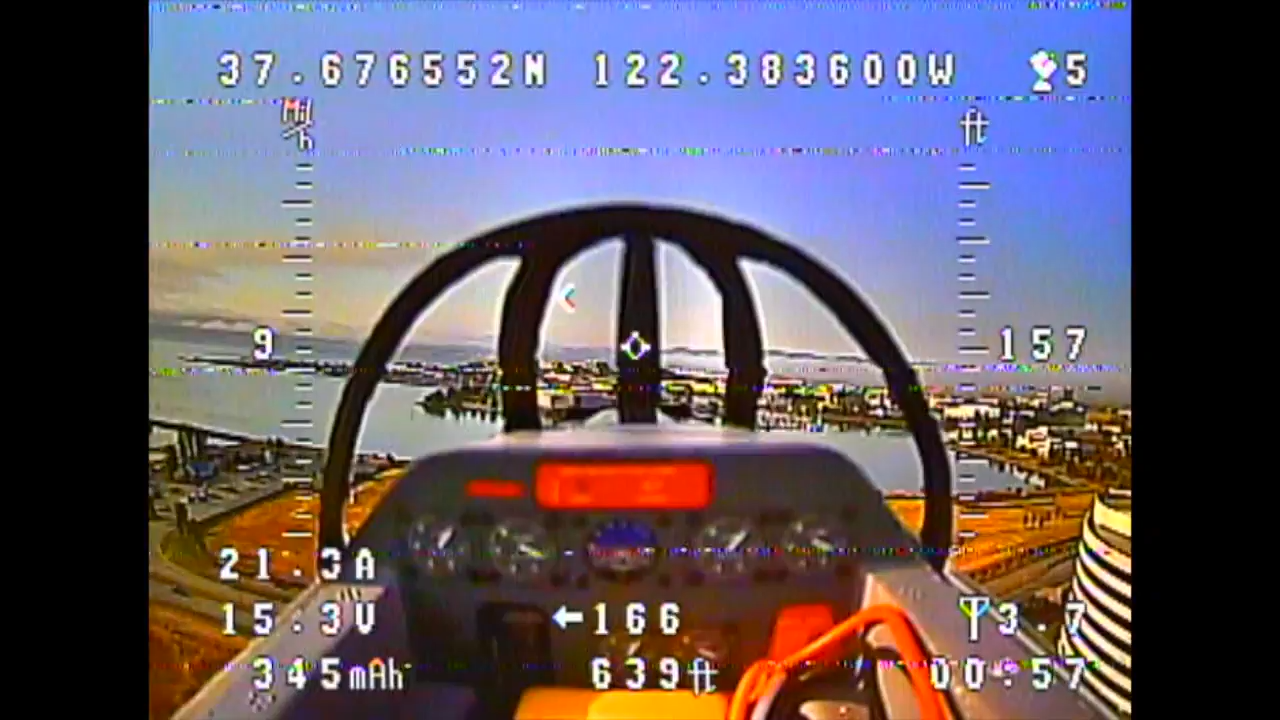 37.676552N 122.383600W 5
Mil/h ft
9 157
21.3A
15.3V 166 3.7
345mAh 639ft 00:57